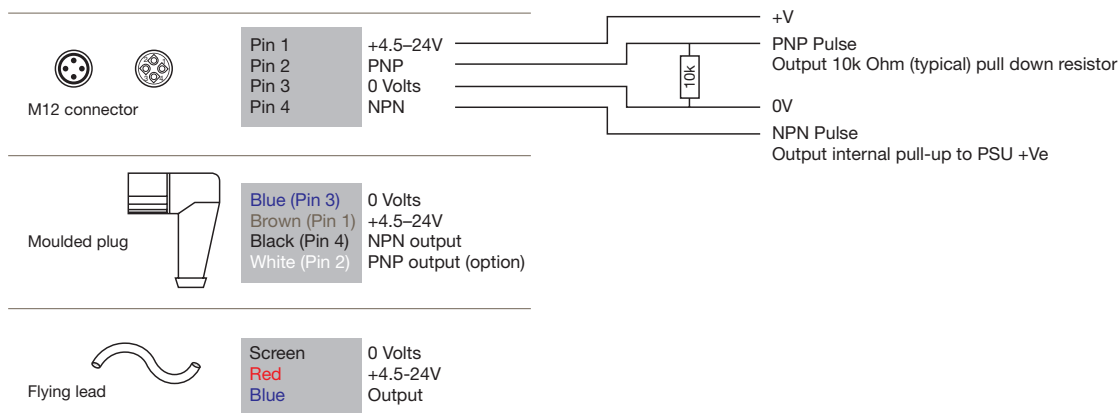 Pin 1 +4.5–24V
Pin 2 PNP
Pin 3 0 Volts
Pin 4 NPN
M12 connector
+V
PNP Pulse
Output 10k Ohm (typical) pull down resistor
10k
0V
NPN Pulse
Output internal pull-up to PSU +Ve
Blue (Pin 3) 0 Volts
Brown (Pin 1) +4.5–24V
Black (Pin 4) NPN output
White (Pin 2) PNP output (option)
Moulded plug
Screen 0 Volts
Red +4.5-24V
Blue Output
Flying lead